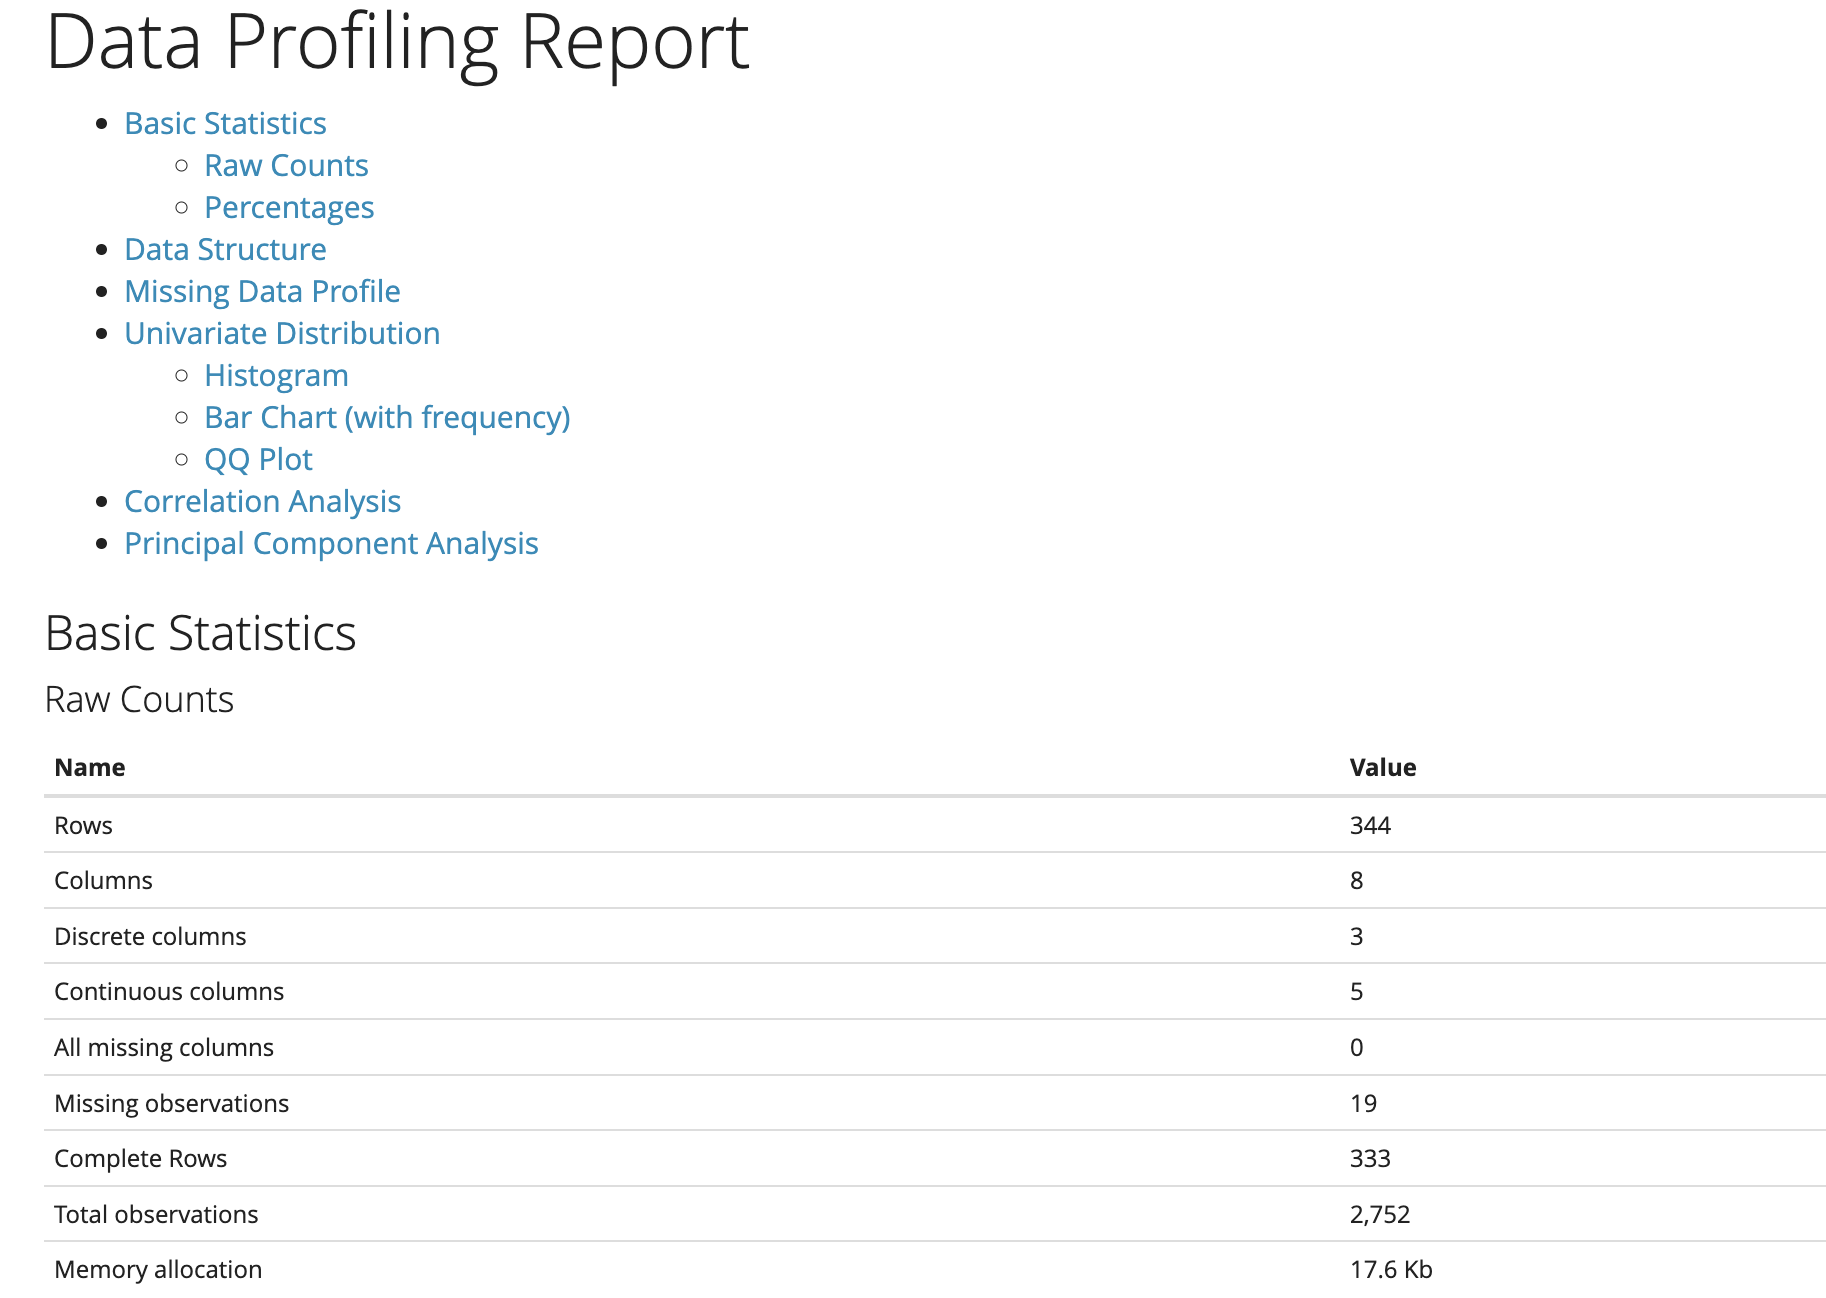 Data Profiling Report
Basic Statistics
Raw Counts
Percentages
Data Structure
Missing Data Profile
Univariate Distribution
Histogram
Bar Chart (with frequency)
QQ Plot
Correlation Analysis
Principal Component Analysis
Basic Statistics
Raw Counts
Name Value
Rows 344
Columns 8
Discrete columns 3
Continuous columns 5
All missing columns 0
Missing observations 19
Complete Rows 333
Total observations 2,752
Memory allocation 17.6 Kb